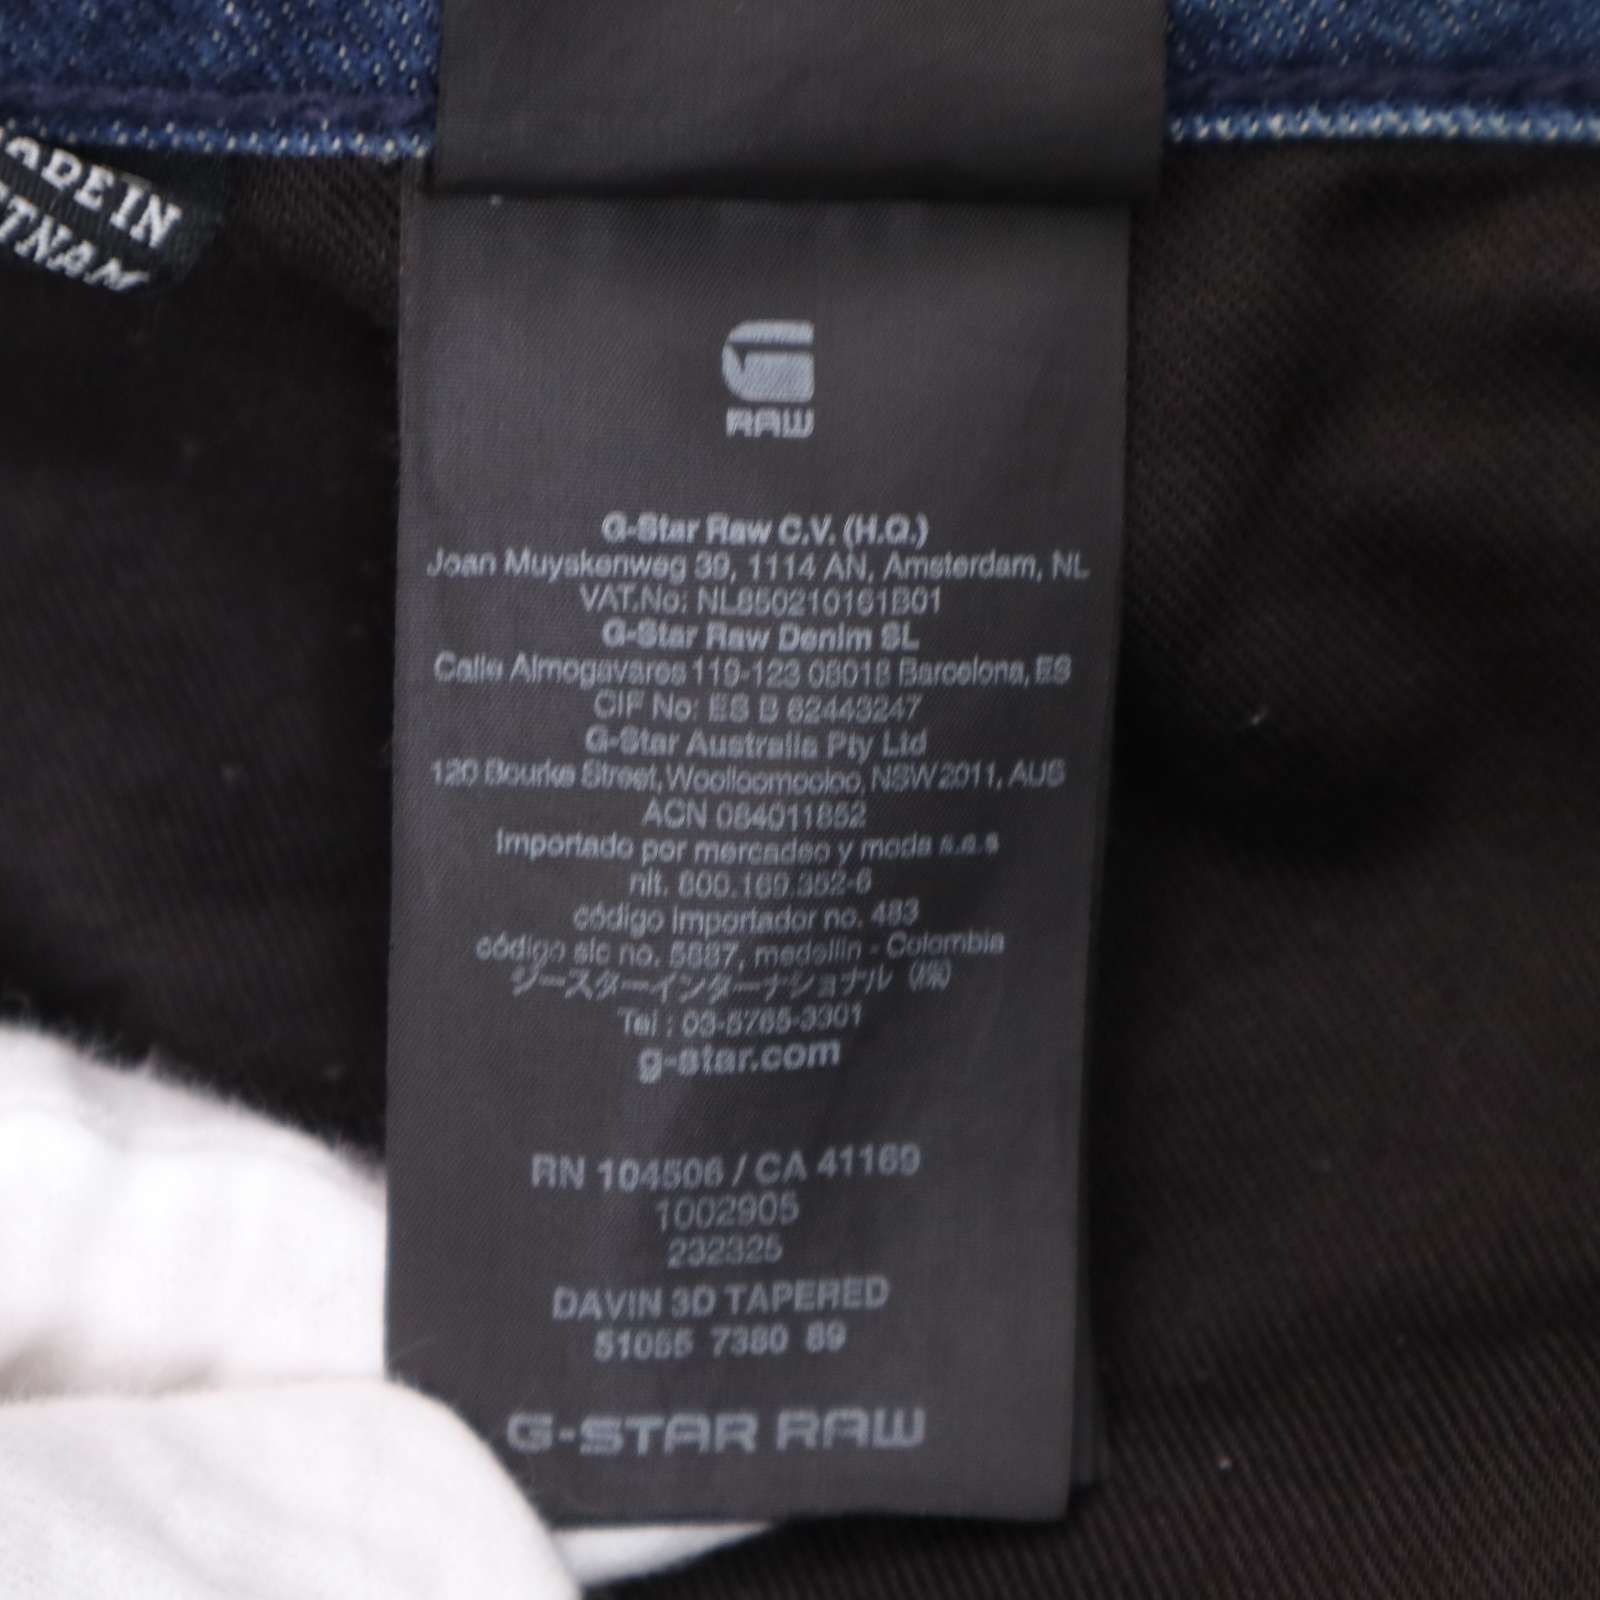 MADE IN
VIETNAM
RAW
G-Star Raw C.V. (H.Q.)
Joan Muyskenweg 39, 1114 AN, Amsterdam, NL
VAT.No: NL850210161B01
G-Star Raw Denim SL
Calle Almogavares 119-123 08018 Barcelona, ES
CIF No: ES B 62443247
G-Star Australia Pty Ltd
120 Bourke Street, Woolloomooloo, NSW 2011, AUS
ACN 084011852
Importado por mercadeo y moda s.a.s
nit. 800.169.352-6
código importador no. 483
código sic no. 5887, medellin - Colombia
ジースターインターナショナル (株)
Tel : 03-5765-3301
g-star.com
RN 104506 / CA 41169
1002905
232325
DAVIN 3D TAPERED
51055 7380 89
G-STAR RAW